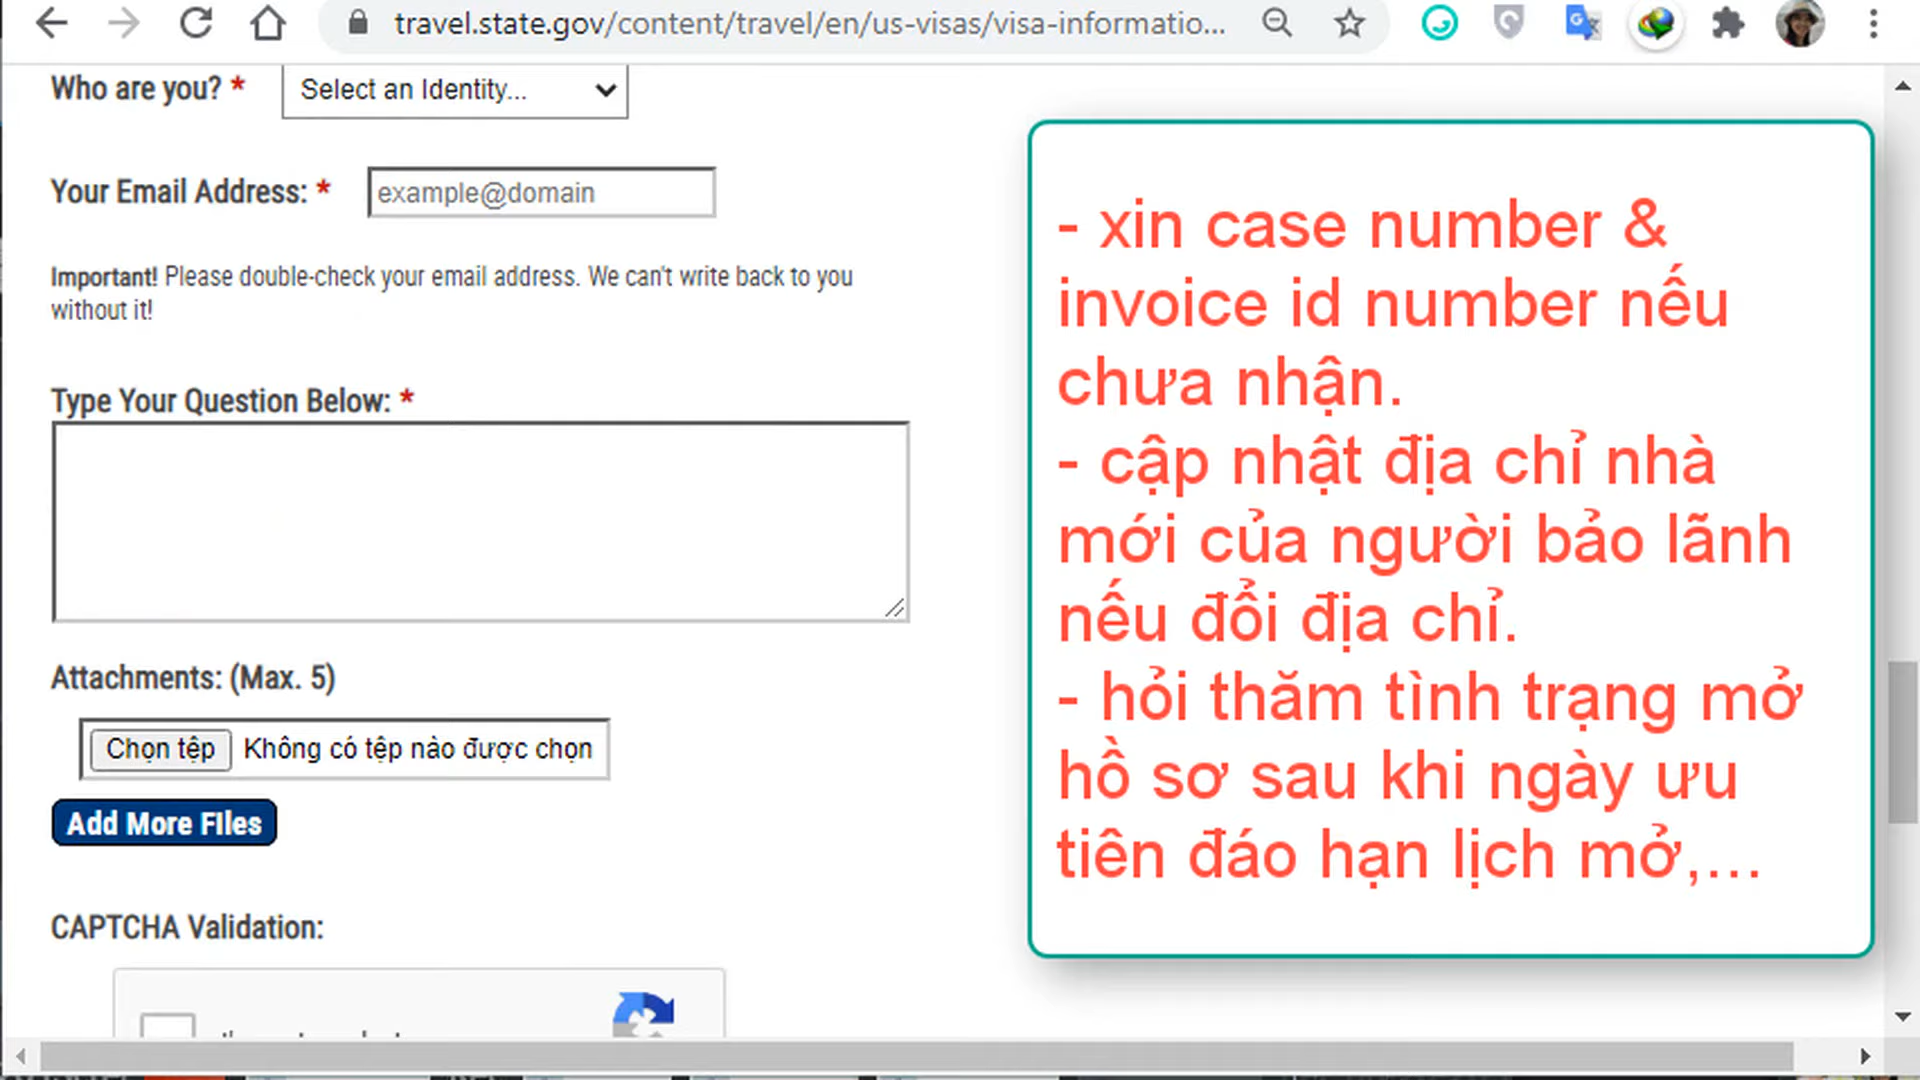 travel.state.gov/content/travel/en/us-visas/visa-informatio...
Who are you? * Select an Identity...
Your Email Address: * example@domain
Important! Please double-check your email address. We can't write back to you
without it!
Type Your Question Below: *
Attachments: (Max. 5)
Chọn tệp Không có tệp nào được chọn
Add More FIles
CAPTCHA Validation:
- xin case number &
invoice id number nếu
chưa nhận.
- cập nhật địa chỉ nhà
mới của người bảo lãnh
nếu đổi địa chỉ.
- hỏi thăm tình trạng mở
hồ sơ sau khi ngày ưu
tiên đáo hạn lịch mở,...